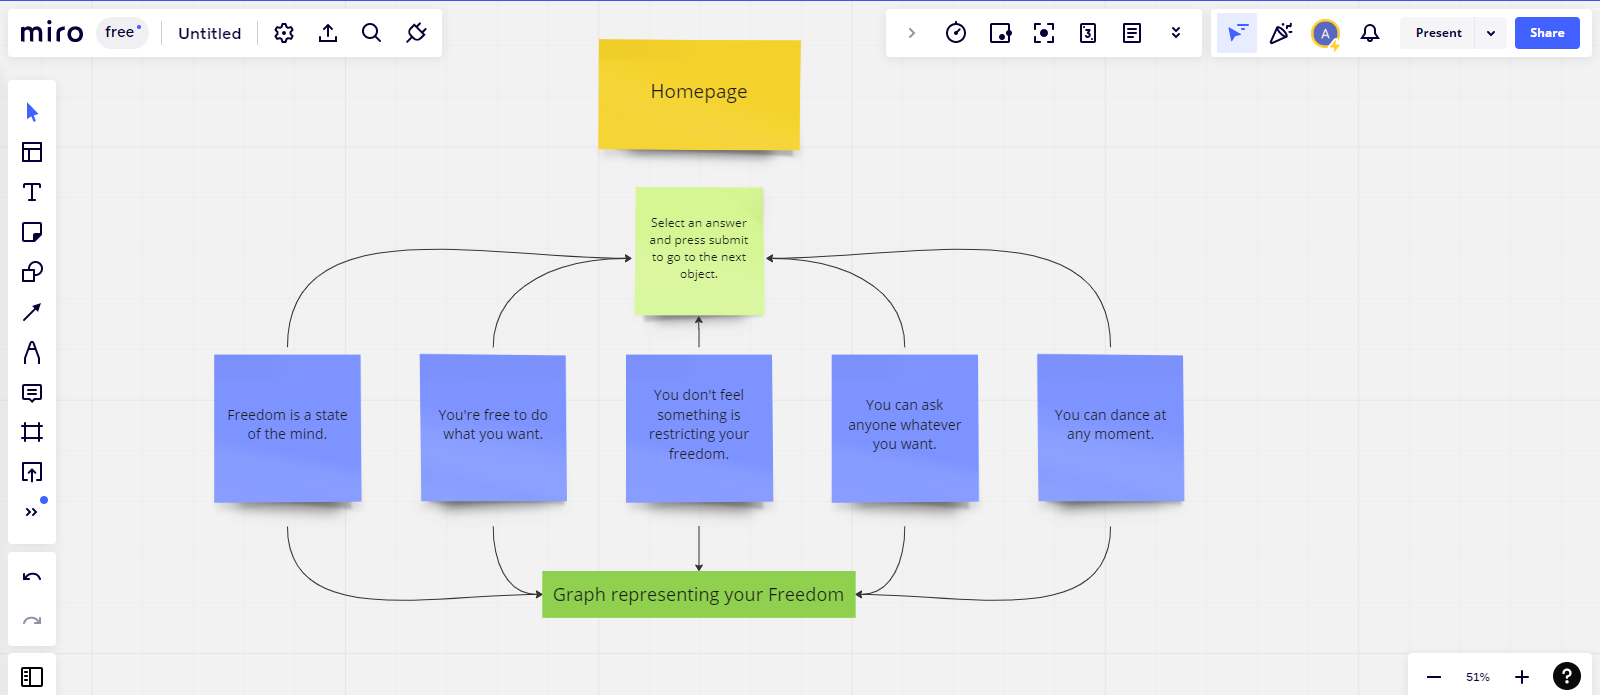 miro free Untitled
3 A Present Share
Homepage
Select an answer
and press submit
to go to the next
object.
Freedom is a state
of the mind.
You're free to do
what you want.
You don't feel
something is
restricting your
freedom.
You can ask
anyone whatever
you want.
You can dance at
any moment.
Graph representing your Freedom
51% ?